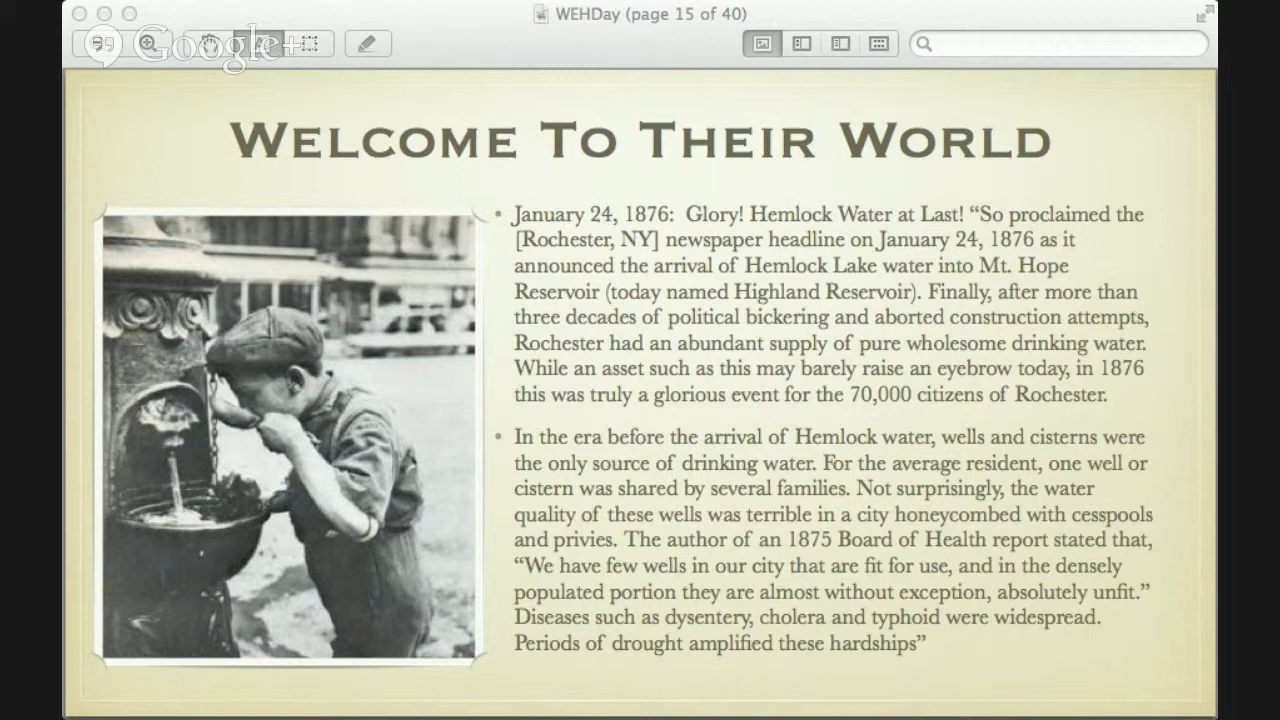 WEHDay (page 15 of 40)
Google+
WELCOME TO THEIR WORLD
• January 24, 1876:  Glory! Hemlock Water at Last! “So proclaimed the
[Rochester, NY] newspaper headline on January 24, 1876 as it
announced the arrival of Hemlock Lake water into Mt. Hope
Reservoir (today named Highland Reservoir). Finally, after more than
three decades of political bickering and aborted construction attempts,
Rochester had an abundant supply of pure wholesome drinking water.
While an asset such as this may barely raise an eyebrow today, in 1876
this was truly a glorious event for the 70,000 citizens of Rochester.
• In the era before the arrival of Hemlock water, wells and cisterns were
the only source of drinking water. For the average resident, one well or
cistern was shared by several families. Not surprisingly, the water
quality of these wells was terrible in a city honeycombed with cesspools
and privies. The author of an 1875 Board of Health report stated that,
“We have few wells in our city that are fit for use, and in the densely
populated portion they are almost without exception, absolutely unfit.”
Diseases such as dysentery, cholera and typhoid were widespread.
Periods of drought amplified these hardships”